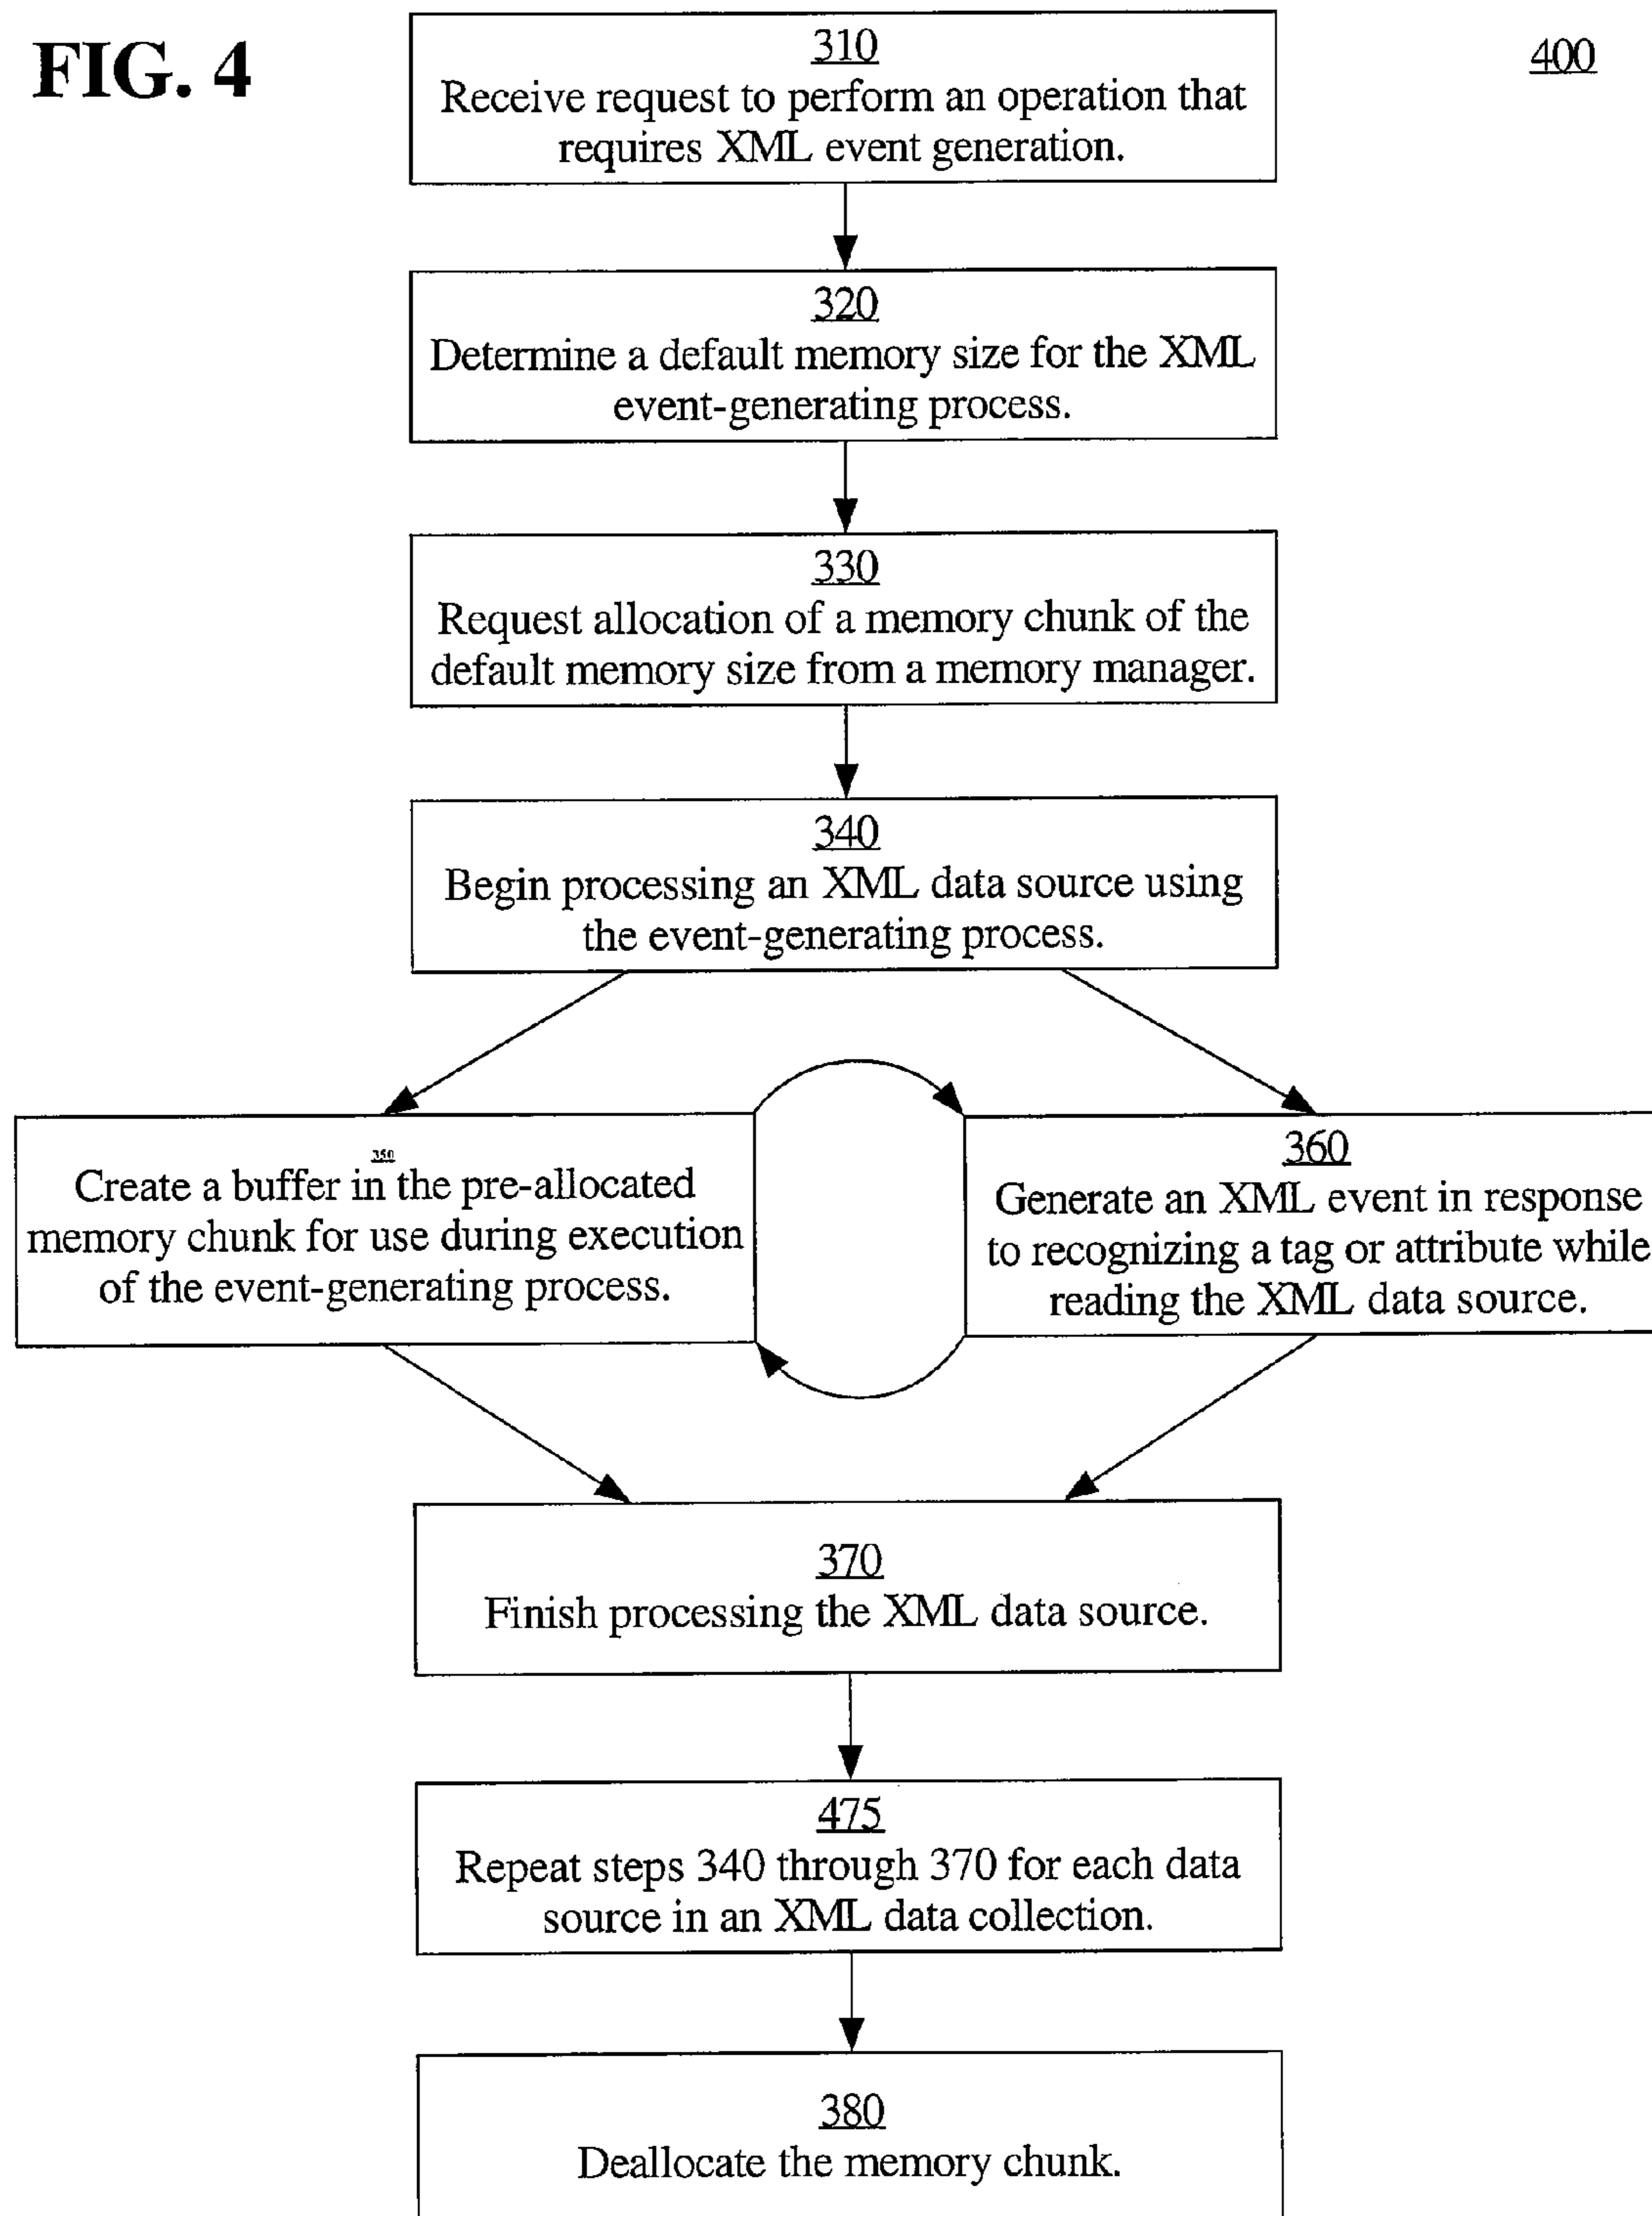 FIG. 4
400
310
Receive request to perform an operation that
requires XML event generation.
320
Determine a default memory size for the XML
event-generating process.
330
Request allocation of a memory chunk of the
default memory size from a memory manager.
340
Begin processing an XML data source using
the event-generating process.
350
Create a buffer in the pre-allocated
memory chunk for use during execution
of the event-generating process.
360
Generate an XML event in response
to recognizing a tag or attribute while
reading the XML data source.
370
Finish processing the XML data source.
475
Repeat steps 340 through 370 for each data
source in an XML data collection.
380
Deallocate the memory chunk.